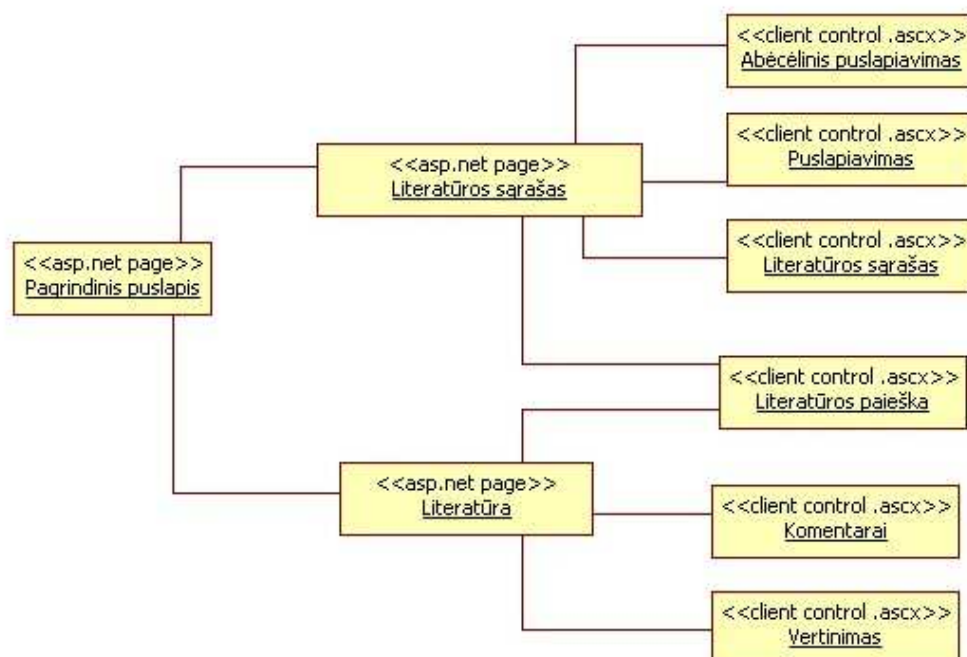 <<client control .ascx>>
Abėcėlinis puslapiavimas
<<client control .ascx>>
Puslapiavimas
<<asp.net page>>
Literatūros sąrašas
<<client control .ascx>>
Literatūros sąrašas
<<asp.net page>>
Pagrindinis puslapis
<<client control .ascx>>
Literatūros paieška
<<asp.net page>>
Literatūra
<<client control .ascx>>
Komentarai
<<client control .ascx>>
Vertinimas